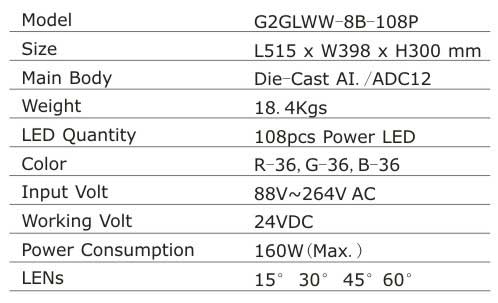 Model G2GLWW-8B-108P
Size L515 x W398 x H300 mm
Main Body Die-Cast AI./ADC12
Weight 18.4Kgs
LED Quantity 108pcs Power LED
Color R-36, G-36, B-36
Input Volt 88V~264V AC
Working Volt 24VDC
Power Consumption 160W(Max.)
LENs 15° 30° 45° 60°